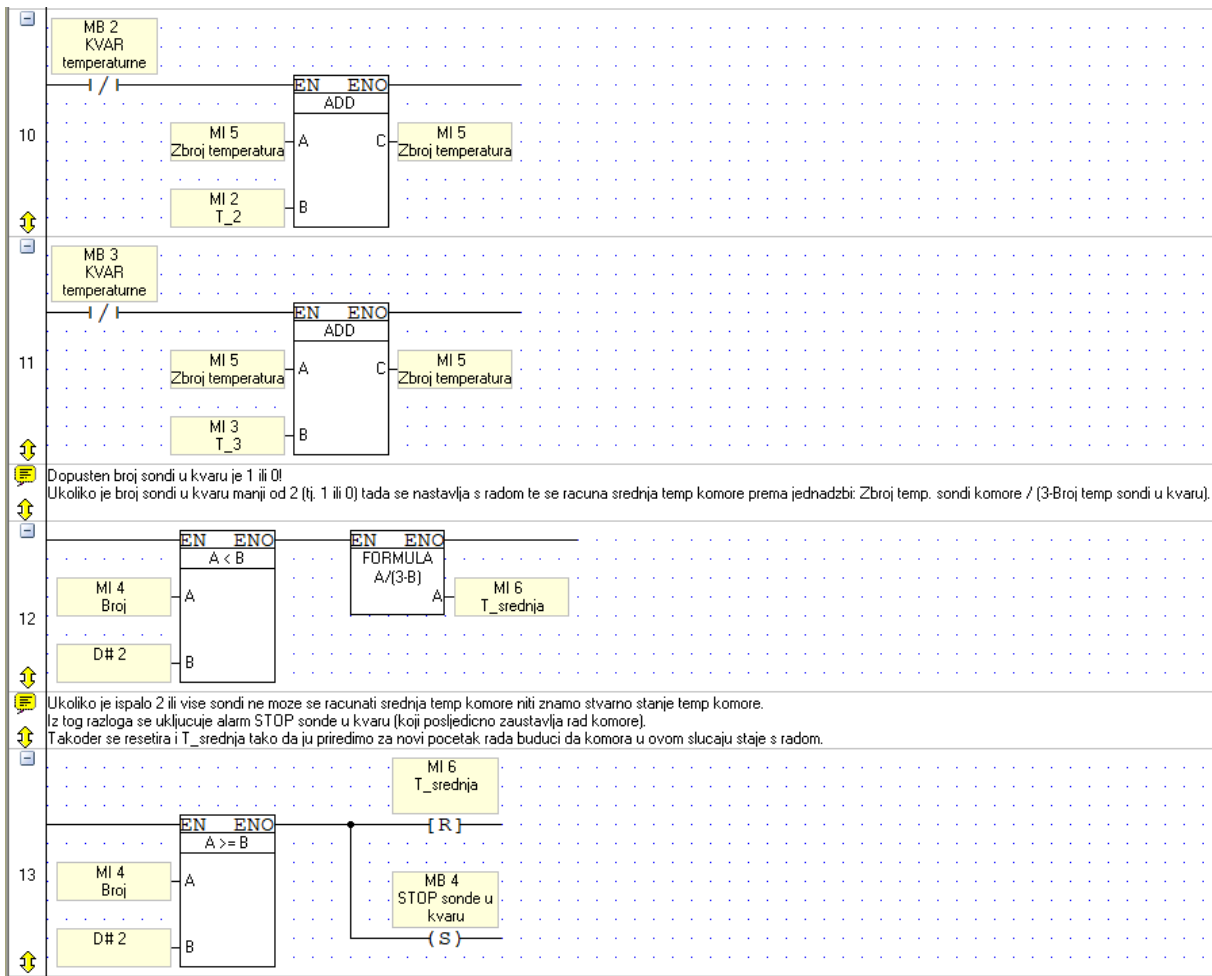 MB 2
KVAR
temperaturne
EN ENO
ADD
10
MI 5
Zbroj temperatura
A
C
MI 5
Zbroj temperatura
MI 2
T_2
B
MB 3
KVAR
temperaturne
EN ENO
ADD
11
MI 5
Zbroj temperatura
A
C
MI 5
Zbroj temperatura
MI 3
T_3
B
Dopusten broj sondi u kvaru je 1 ili 0!
Ukoliko je broj sondi u kvaru manji od 2 (tj. 1 ili 0) tada se nastavlja s radom te se racuna srednja temp komore prema jednadzbi: Zbroj temp. sondi komore / (3-Broj temp sondi u kvaru).
EN ENO
A < B
EN ENO
FORMULA
A/(3-B)
12
MI 4
Broj
A
A
MI 6
T_srednja
D# 2
B
Ukoliko je ispalo 2 ili vise sondi ne moze se racunati srednja temp komore niti znamo stvarno stanje temp komore.
Iz tog razloga se ukljucuje alarm STOP sonde u kvaru (koji posljedicno zaustavlja rad komore).
Takoder se resetira i T_srednja tako da ju priredimo za novi pocetak rada buduci da komora u ovom slucaju staje s radom.
MI 6
T_srednja
EN ENO
A >= B
R
13
MI 4
Broj
A
MB 4
STOP sonde u
kvaru
S
D# 2
B